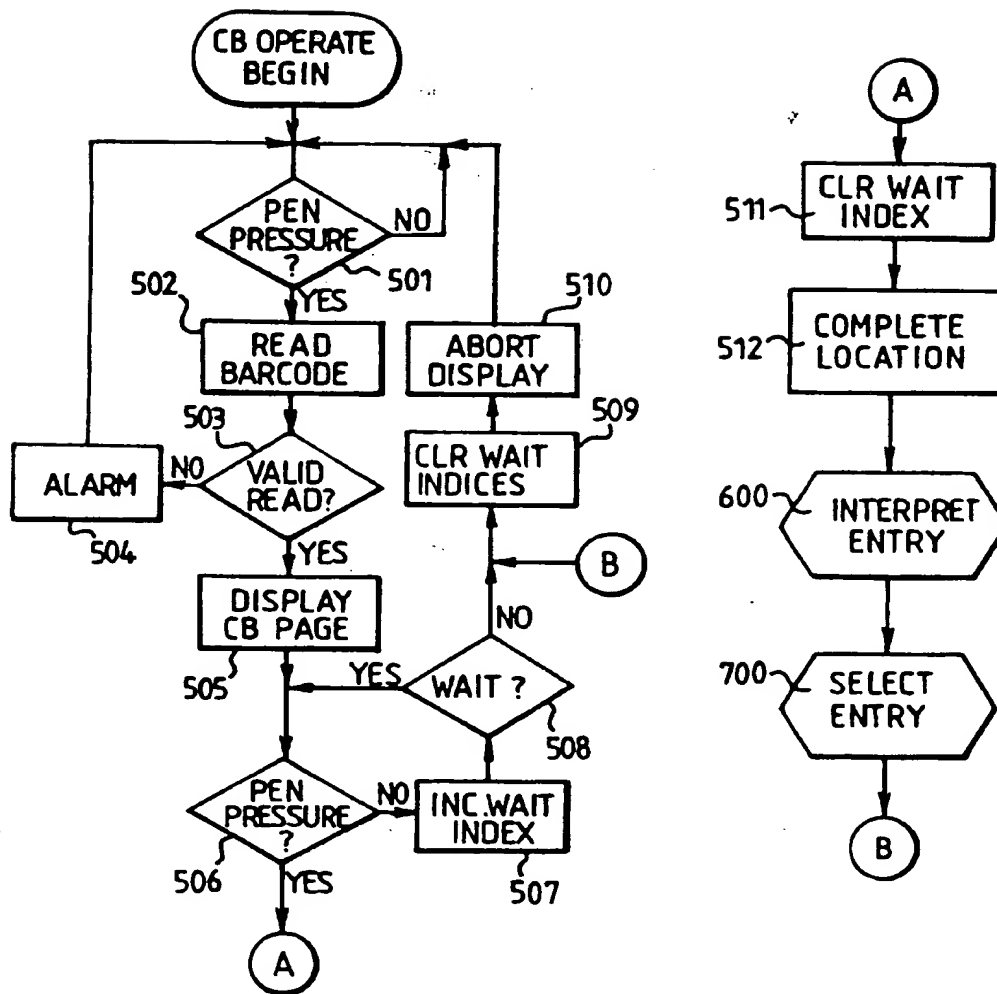 CB OPERATE
BEGIN
PEN
PRESSURE
?
NO
501
YES
502
READ
BARCODE
503
VALID
READ?
NO
ALARM
504
YES
DISPLAY
CB PAGE
505
PEN
PRESSURE
?
506
NO
YES
A
INC. WAIT
INDEX
507
WAIT ?
508
YES
NO
B
CLR WAIT
INDICES
509
ABORT
DISPLAY
510
A
CLR WAIT
INDEX
511
COMPLETE
LOCATION
512
INTERPRET
ENTRY
600
SELECT
ENTRY
700
B